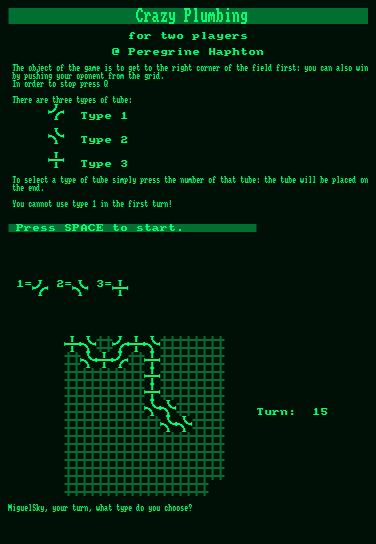 Crazy Plumbing
for two players
@ Peregrine Haphton
The object of the game is to get to the right corner of the field first: you can also win
by pushing your oponent from the grid.
In order to stop press Q
There are three types of tube:
Type 1
Type 2
Type 3
To select a type of tube simply press the number of that tube: the tube will be placed on
the end.
You cannot use type 1 in the first turn!
Press SPACE to start.
1= 2= 3=
Turn: 15
MiguelSky, your turn, what type do you choose?